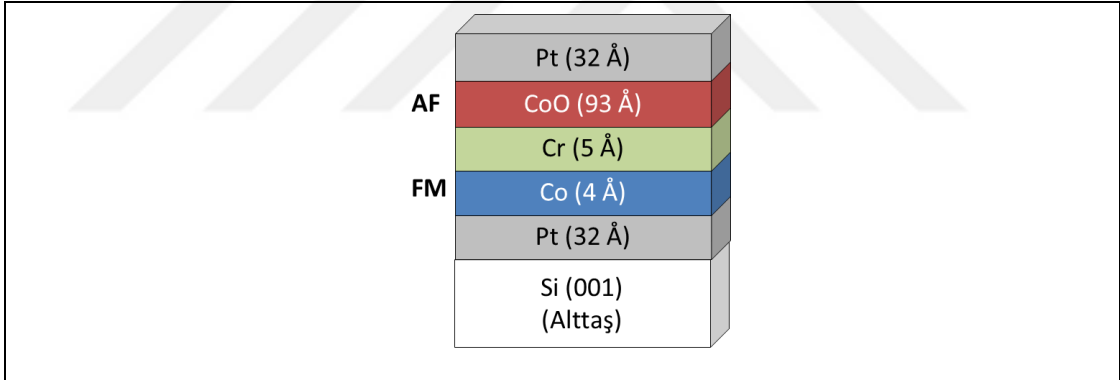 Pt (32 Å)
AF CoO (93 Å)
Cr (5 Å)
FM Co (4 Å)
Pt (32 Å)
Si (001)
(Alttaş)